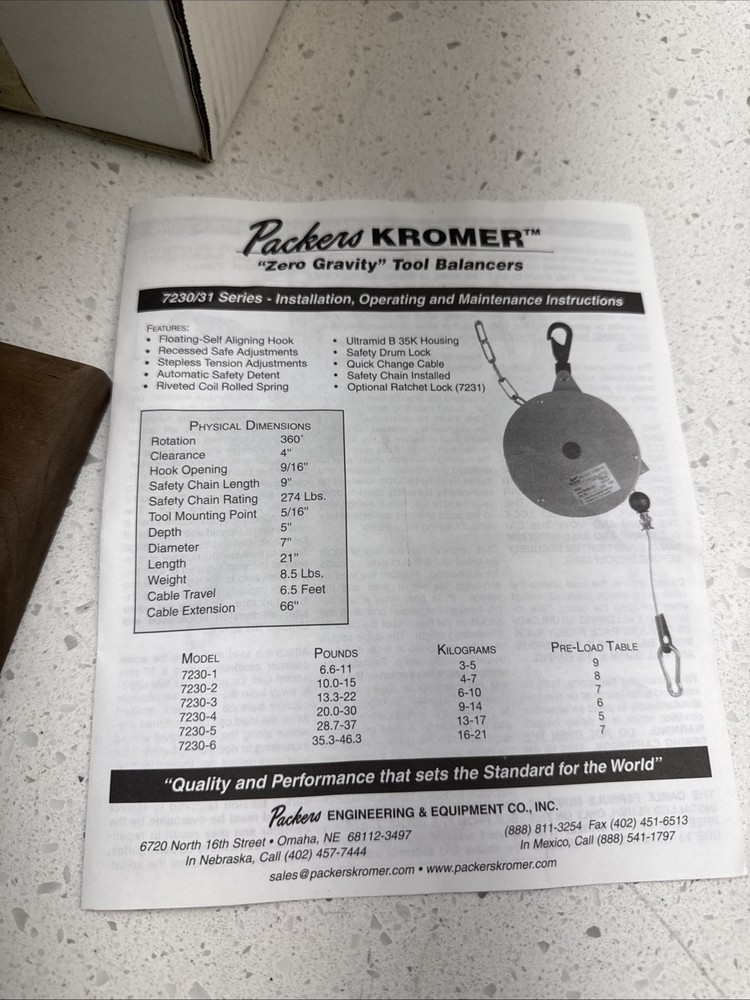 Packers KROMER™
"Zero Gravity" Tool Balancers
7230/31 Series - Installation, Operating and Maintenance Instructions
FEATURES:
• Floating-Self Aligning Hook
• Recessed Safe Adjustments
• Stepless Tension Adjustments
• Automatic Safety Detent
• Riveted Coil Rolled Spring
• Ultramid B 35K Housing
• Safety Drum Lock
• Quick Change Cable
• Safety Chain Installed
• Optional Ratchet Lock (7231)
PHYSICAL DIMENSIONS
Rotation 360°
Clearance 4"
Hook Opening 9/16"
Safety Chain Length 9"
Safety Chain Rating 274 Lbs.
Tool Mounting Point 5/16"
Depth 5"
Diameter 7"
Length 21"
Weight 8.5 Lbs.
Cable Travel 6.5 Feet
Cable Extension 66"
MODEL POUNDS KILOGRAMS PRE-LOAD TABLE
7230-1 6.6-11 3-5 9
7230-2 10.0-15 4-7 8
7230-3 13.3-22 6-10 7
7230-4 20.0-30 9-14 6
7230-5 28.7-37 13-17 5
7230-6 35.3-46.3 16-21 7
"Quality and Performance that sets the Standard for the World"
Packers ENGINEERING & EQUIPMENT CO., INC.
6720 North 16th Street • Omaha, NE 68112-3497
In Nebraska, Call (402) 457-7444
(888) 811-3254 Fax (402) 451-6513
In Mexico, Call (888) 541-1797
sales@packerskromer.com • www.packerskromer.com